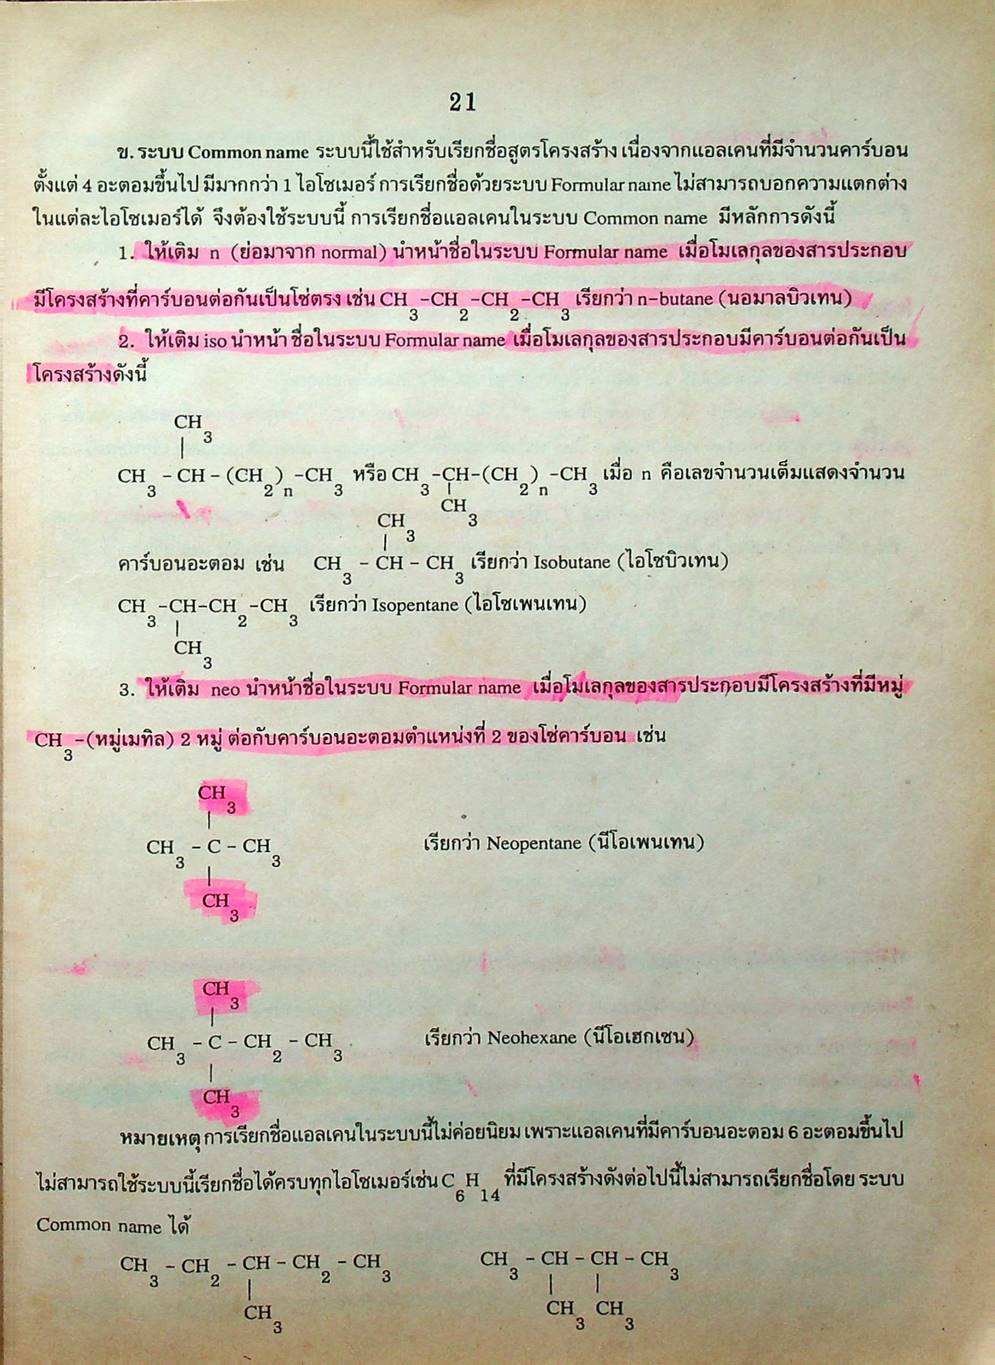 21
ข. ระบบ Common name ระบบนี้ใช้สำหรับเรียกชื่อสูตรโครงสร้าง เนื่องจากแอลเคนที่มีจำนวนคาร์บอน
ตั้งแต่ 4 อะตอมขึ้นไป มีมากกว่า 1 ไอโซเมอร์ การเรียกชื่อด้วยระบบ Formular name ไม่สามารถบอกความแตกต่าง
ในแต่ละไอโซเมอร์ได้ จึงต้องใช้ระบบนี้ การเรียกชื่อแอลเคนในระบบ Common name มีหลักการดังนี้
1. ให้เติม n (ย่อมาจาก normal) นำหน้าชื่อในระบบ Formular name เมื่อโมเลกุลของสารประกอบ
มีโครงสร้างที่คาร์บอนต่อกันเป็นโซ่ตรง เช่น CH3-CH2-CH2-CH3 เรียกว่า n-butane (นอมาลบิวเทน)
2. ให้เติม iso นำหน้า ชื่อในระบบ Formular name เมื่อโมเลกุลของสารประกอบมีคาร์บอนต่อกันเป็น
โครงสร้างดังนี้
CH3
|
CH3 - CH - (CH2)n -CH3 หรือ CH3 -CH-(CH2)n -CH3 เมื่อ n คือเลขจำนวนเต็มแสดงจำนวน
|
CH3
CH3
|
คาร์บอนอะตอม เช่น CH3 - CH - CH3 เรียกว่า Isobutane (ไอโซบิวเทน)
CH3 -CH-CH2 -CH3 เรียกว่า Isopentane (ไอโซเพนเทน)
|
CH3
3. ให้เติม neo นำหน้าชื่อในระบบ Formular name เมื่อโมเลกุลของสารประกอบมีโครงสร้างที่มีหมู่
CH3-(หมู่เมทิล) 2 หมู่ ต่อกับคาร์บอนอะตอมตำแหน่งที่ 2 ของโซ่คาร์บอน เช่น
CH3
|
CH3 - C - CH3 เรียกว่า Neopentane (นีโอเพนเทน)
|
CH3
CH3
|
CH3 - C - CH2 - CH3 เรียกว่า Neohexane (นีโอเฮกเซน)
|
CH3
หมายเหตุ การเรียกชื่อแอลเคนในระบบนี้ไม่ค่อยนิยม เพราะแอลเคนที่มีคาร์บอนอะตอม 6 อะตอมขึ้นไป
ไม่สามารถใช้ระบบนี้เรียกชื่อได้ครบทุกไอโซเมอร์เช่น C6H14 ที่มีโครงสร้างดังต่อไปนี้ไม่สามารถเรียกชื่อโดย ระบบ
Common name ได้
CH3 - CH2 - CH - CH2 - CH3 CH3 - CH - CH - CH3
| | |
CH3 CH3 CH3